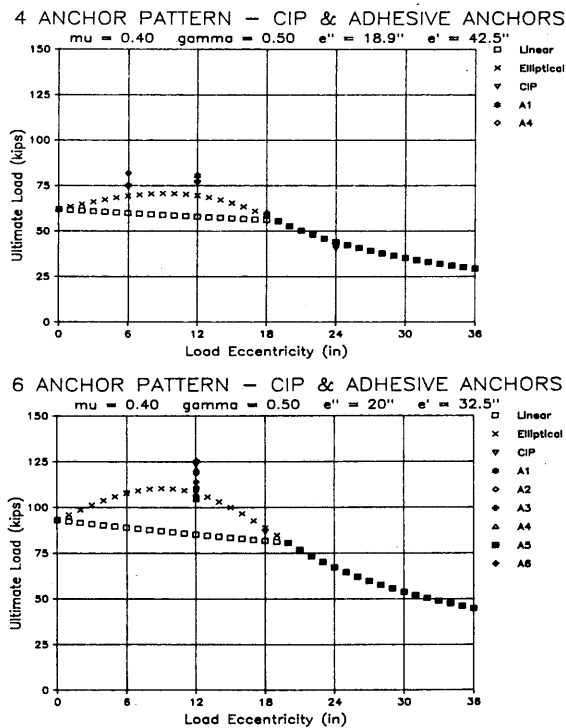 4 ANCHOR PATTERN – CIP & ADHESIVE ANCHORS
mu = 0.40 gamma = 0.50 e" = 18.9" e' = 42.5"
Linear
Elliptical
CIP
A1
A4
150
125
100
75
50
25
0
Ultimate Load (kips)
0 6 12 18 24 30 36
Load Eccentricity (in)
6 ANCHOR PATTERN – CIP & ADHESIVE ANCHORS
mu = 0.40 gamma = 0.50 e" = 20" e' = 32.5"
Linear
Elliptical
CIP
A1
A2
A3
A4
A5
A6
150
125
100
75
50
25
0
Ultimate Load (kips)
0 6 12 18 24 30 36
Load Eccentricity (in)